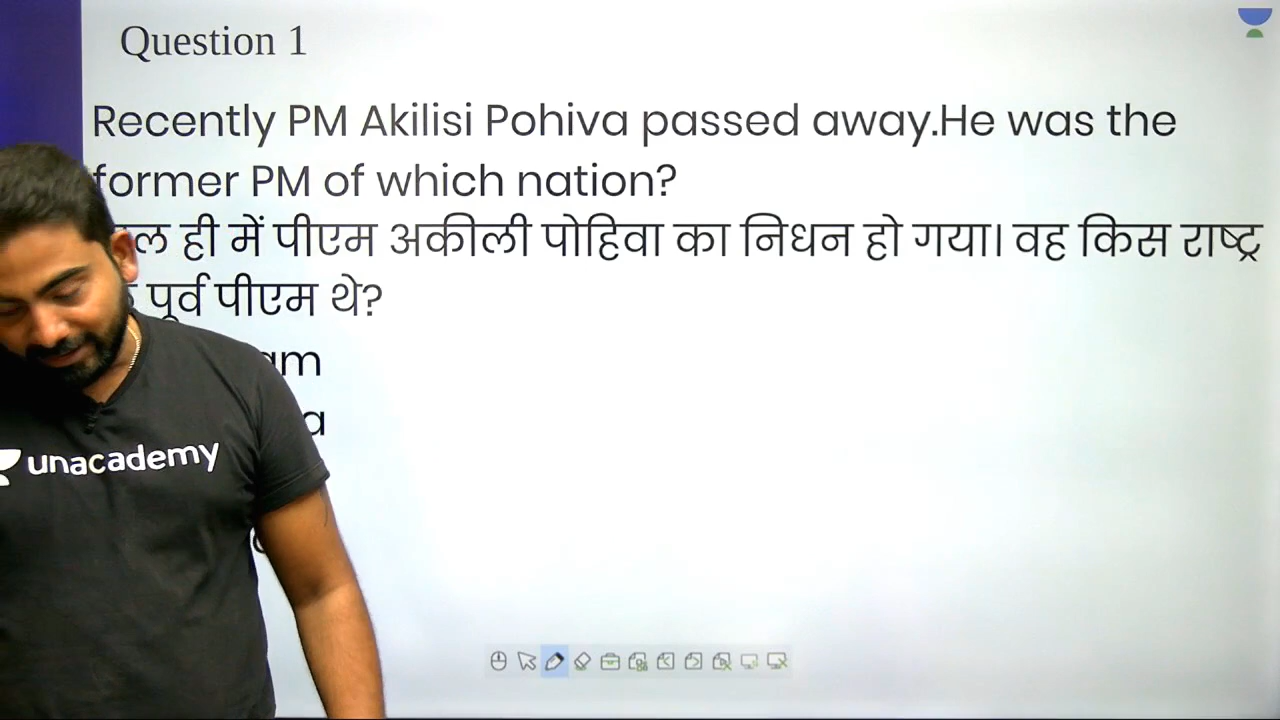 Question 1
Recently PM Akilisi Pohiva passed away.He was the
former PM of which nation?
ही में पीएम अकीली पोहिवा का निधन हो गया। वह किस राष्ट्र
पूर्व पीएम थे?
unacademy